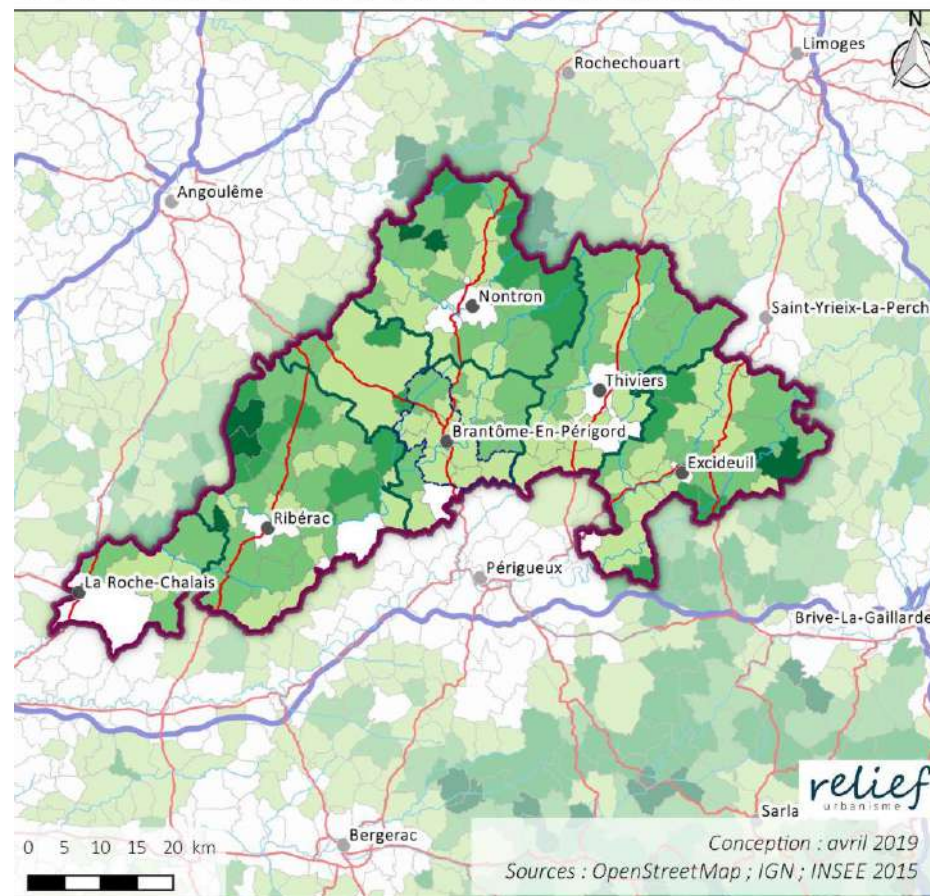 N
Limoges
Rochechouart
Angoulême
Nontron
Saint-Yrieix-La-Perch
Thiviers
Brantôme-En-Périgord
Excideuil
Ribérac
Périgueux
La Roche-Chalais
Brive-La-Gaillarde
relief
urbanisme
Sarla
Bergerac
0 5 10 15 20 km
Conception : avril 2019
Sources : OpenStreetMap ; IGN ; INSEE 2015